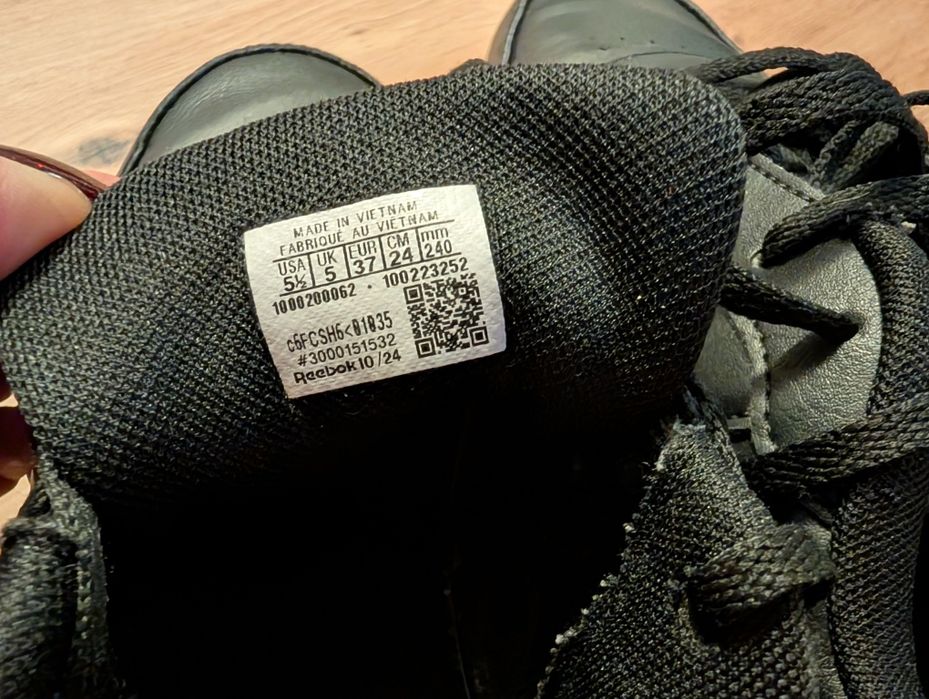 MADE IN VIETNAM
FABRIQUÉ AU VIÊTNAM
USA UK EUR CM mm
5½ 5 37 24 240
1000200062 • 100223252
c6FCSH6<01035
#3000151532
Reebok 10/24